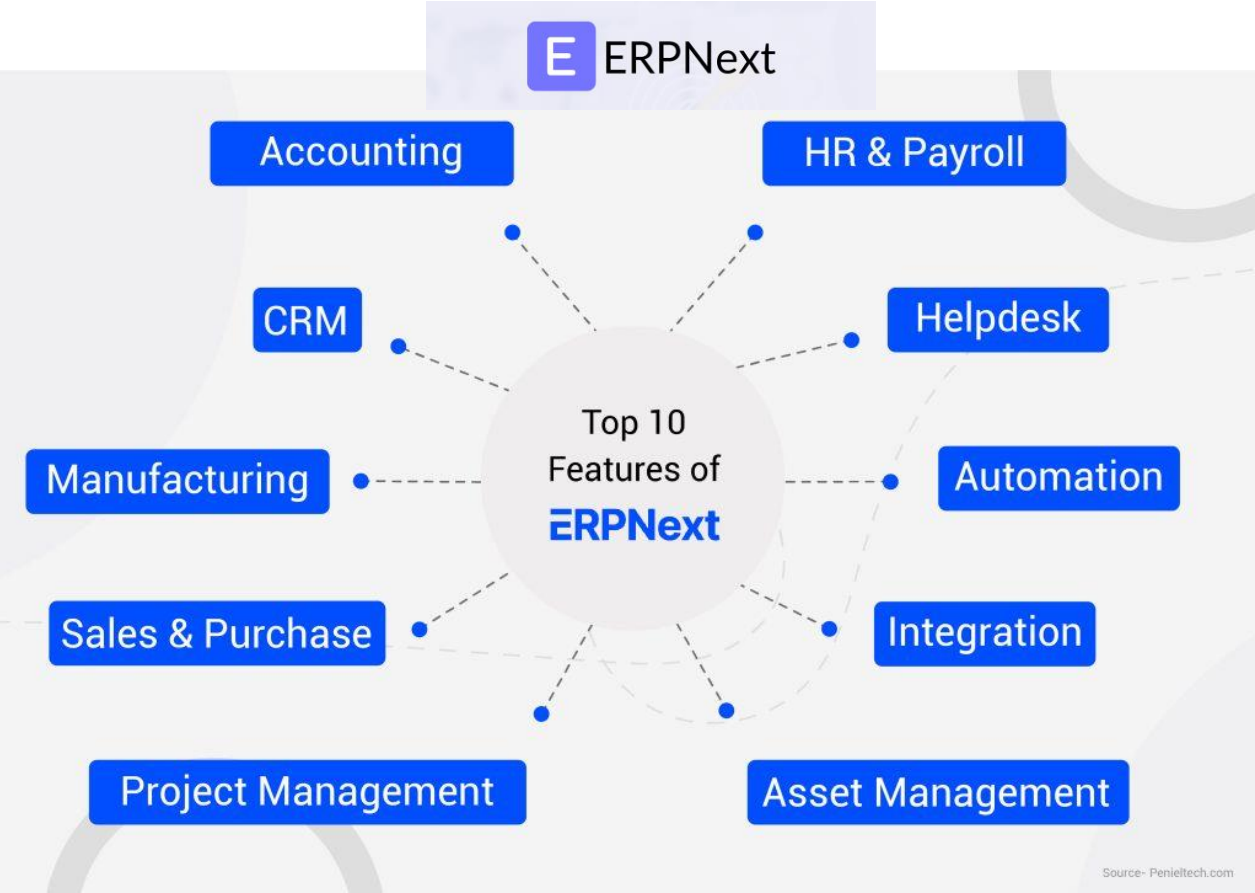 E ERPNext
Accounting
HR & Payroll
CRM
Helpdesk
Top 10
Features of
ERPNext
Manufacturing
Automation
Sales & Purchase
Integration
Project Management
Asset Management
Source- Penieltech.com